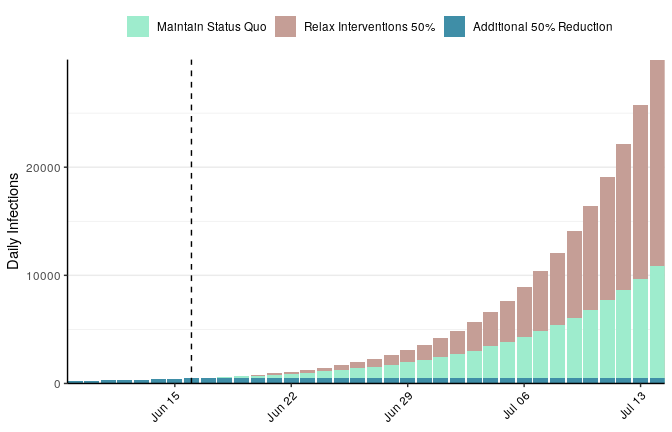 Maintain Status Quo Relax Interventions 50% Additional 50% Reduction
Daily Infections
20000
10000
0
Jun 15 Jun 22 Jun 29 Jul 06 Jul 13